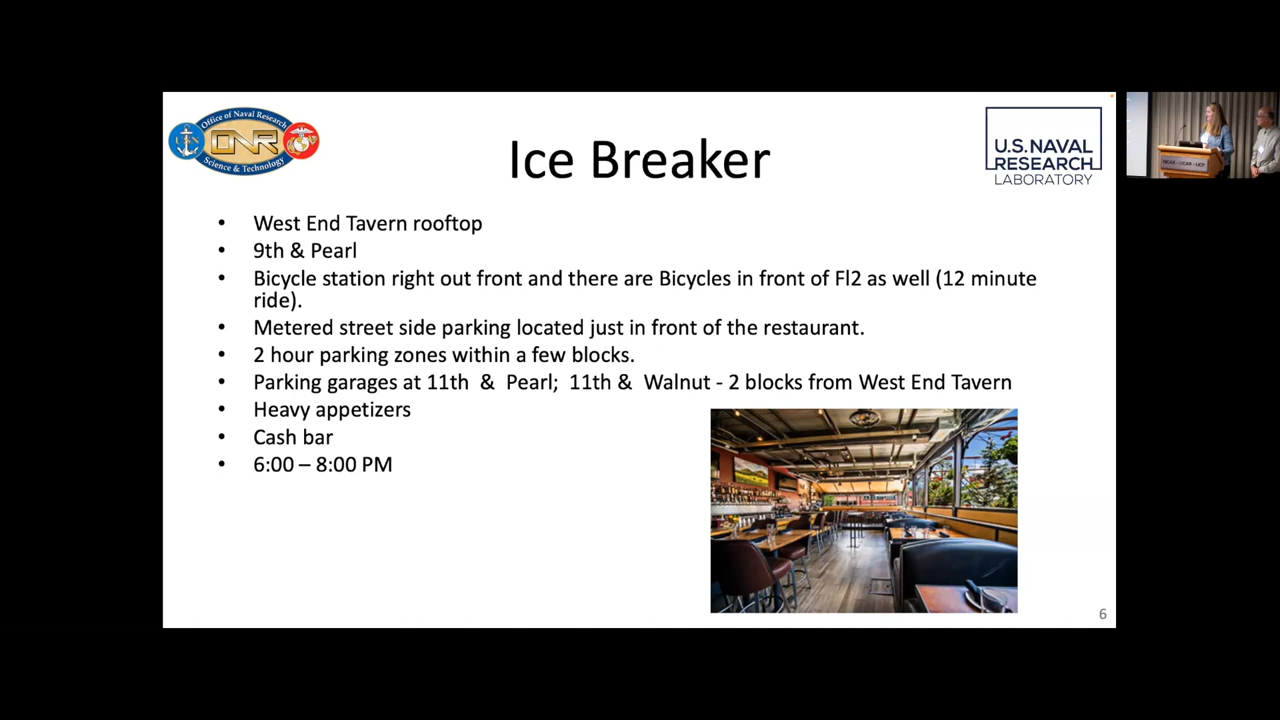 Office of Naval Research
ONR
Science & Technology
Ice Breaker
U.S. NAVAL
RESEARCH
LABORATORY
• West End Tavern rooftop
• 9th & Pearl
• Bicycle station right out front and there are Bicycles in front of Fl2 as well (12 minute
ride).
• Metered street side parking located just in front of the restaurant.
• 2 hour parking zones within a few blocks.
• Parking garages at 11th & Pearl; 11th & Walnut - 2 blocks from West End Tavern
• Heavy appetizers
• Cash bar
• 6:00 – 8:00 PM
6